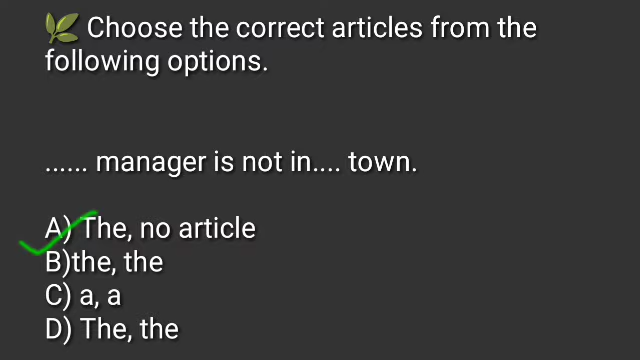 🌿 Choose the correct articles from the
following options.
...... manager is not in.... town.
A) The, no article
B)the, the
C) a, a
D) The, the